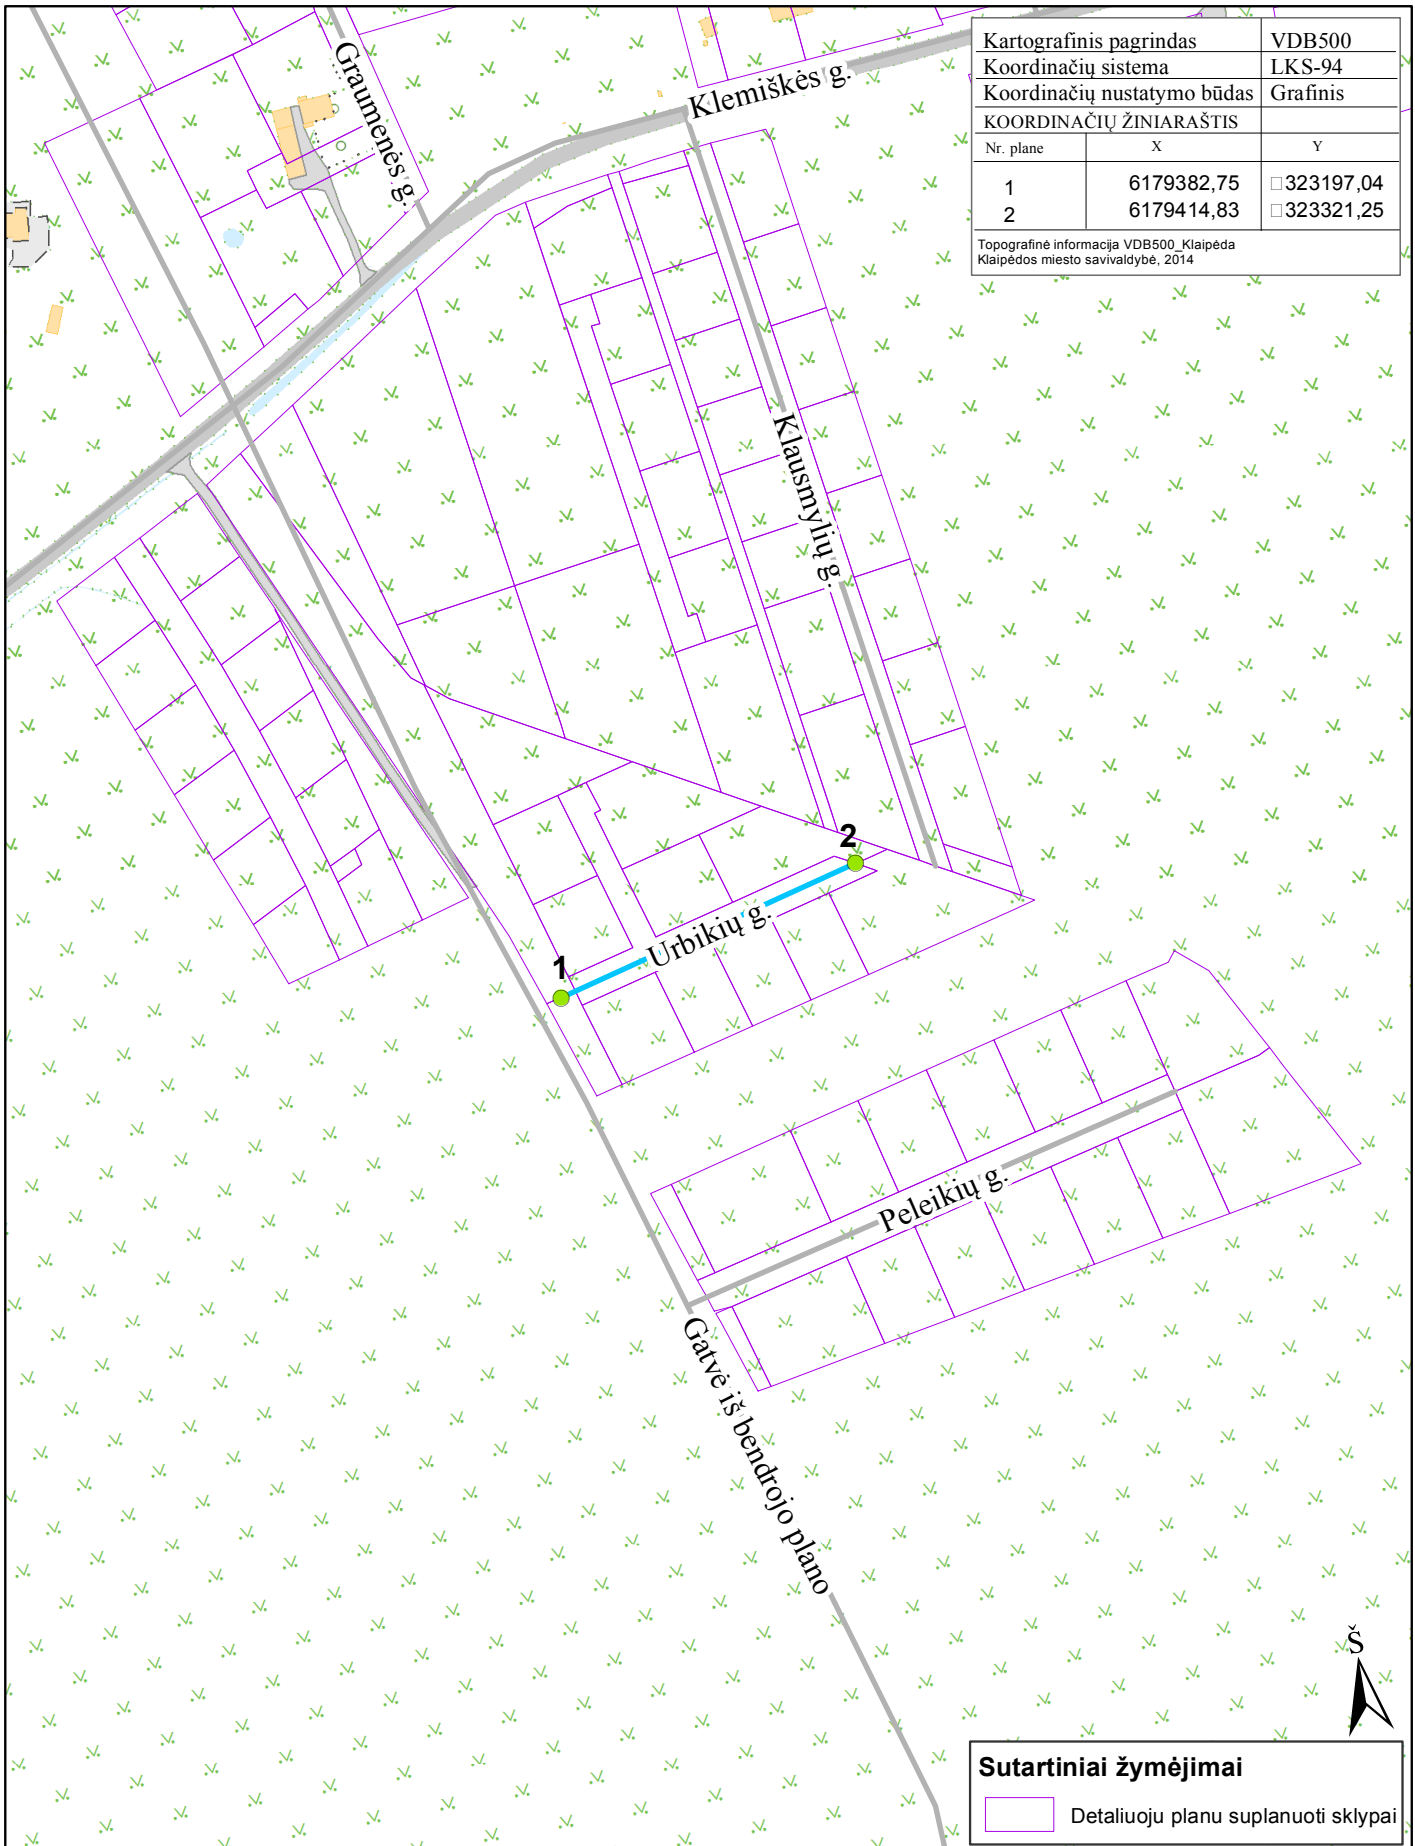 Graumenės g.
Klemiškės g.
Kartografinis pagrindas VDB500
Koordinačių sistema LKS-94
Koordinačių nustatymo būdas Grafinis
KOORDINAČIŲ ŽINIARAŠTIS
Nr. plane X Y
1 6179382,75 □323197,04
2 6179414,83 □323321,25
Topografinė informacija VDB500_Klaipėda
Klaipėdos miesto savivaldybė, 2014
Klausmylių g.
2
1
Urbikių g.
Peleikių g.
Gatvė iš bendrojo plano
Š
Sutartiniai žymėjimai
Detaliuoju planu suplanuoti sklypai